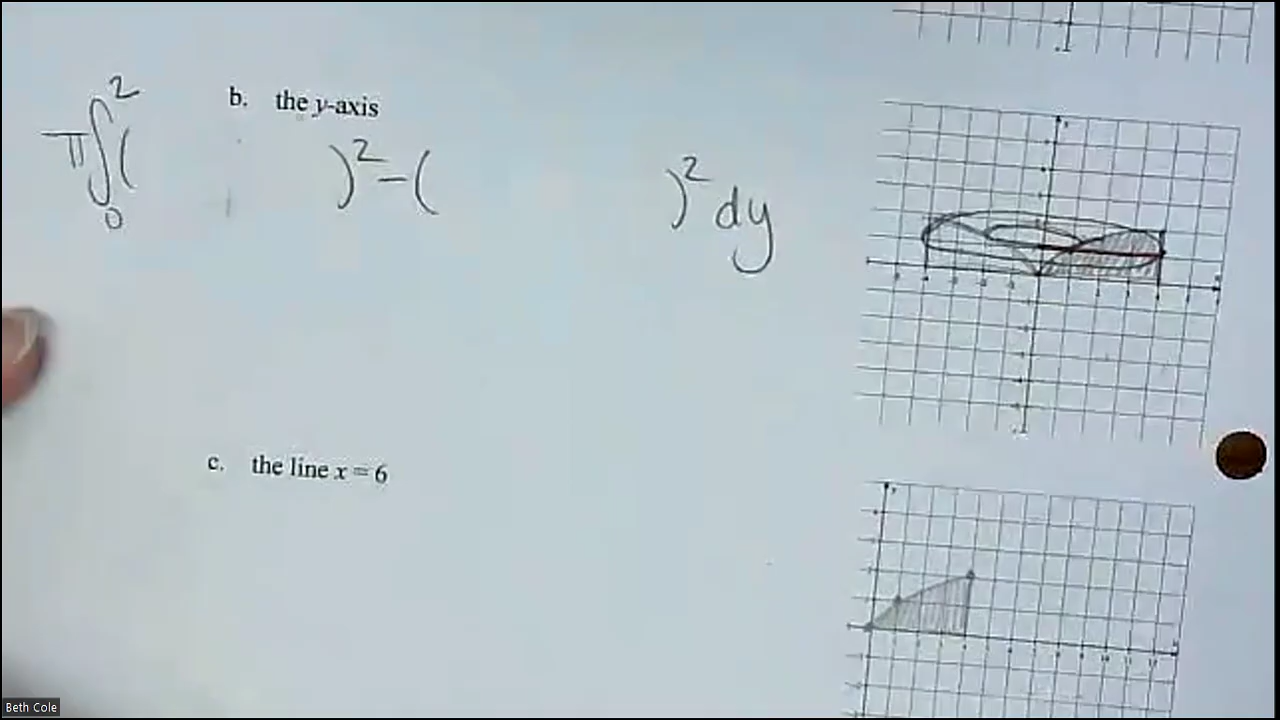 b. the y-axis
π∫₀²( )² - ( )² dy
c. the line x = 6
Beth Cole